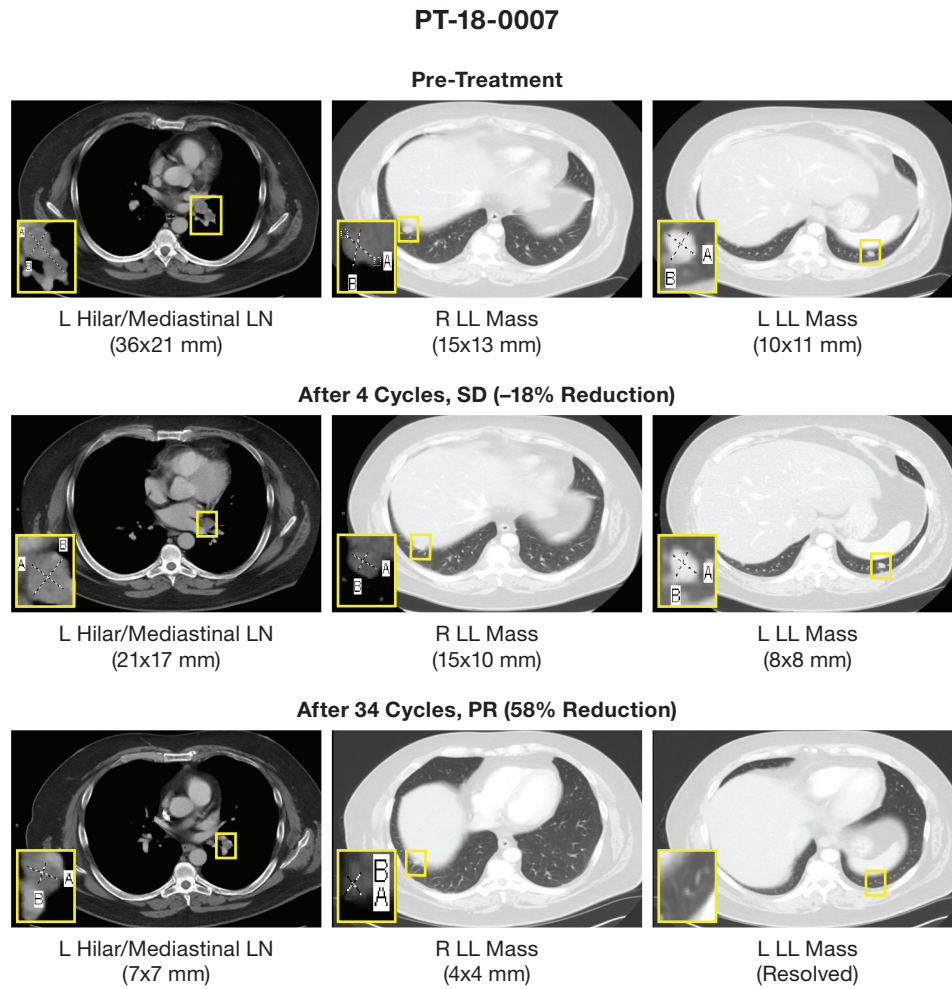 PT-18-0007
Pre-Treatment
A
B
B
A
A
B
L Hilar/Mediastinal LN
(36x21 mm)
R LL Mass
(15x13 mm)
L LL Mass
(10x11 mm)
After 4 Cycles, SD (–18% Reduction)
A
B
A
B
A
B
L Hilar/Mediastinal LN
(21x17 mm)
R LL Mass
(15x10 mm)
L LL Mass
(8x8 mm)
After 34 Cycles, PR (58% Reduction)
A
B
B
A
L Hilar/Mediastinal LN
(7x7 mm)
R LL Mass
(4x4 mm)
L LL Mass
(Resolved)